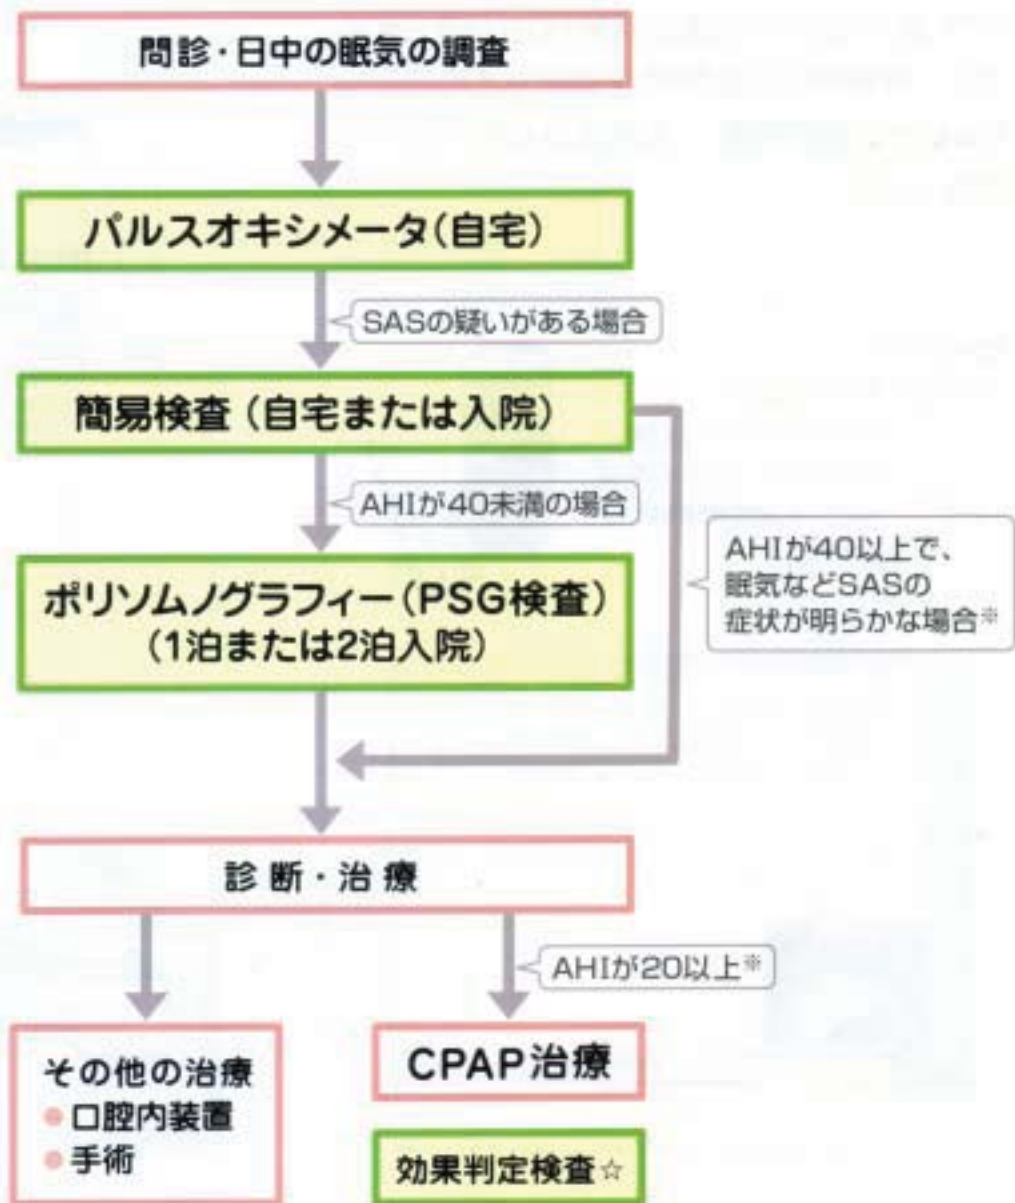 問診・日中の眠気の調査
パルスオキシメータ(自宅)
SASの疑いがある場合
簡易検査(自宅または入院)
AHIが40未満の場合
AHIが40以上で、
眠気などSASの
症状が明らかな場合※
ポリソムノグラフィー(PSG検査)
(1泊または2泊入院)
診断・治療
AHIが20以上※
その他の治療
●口腔内装置
●手術
CPAP治療
効果判定検査☆